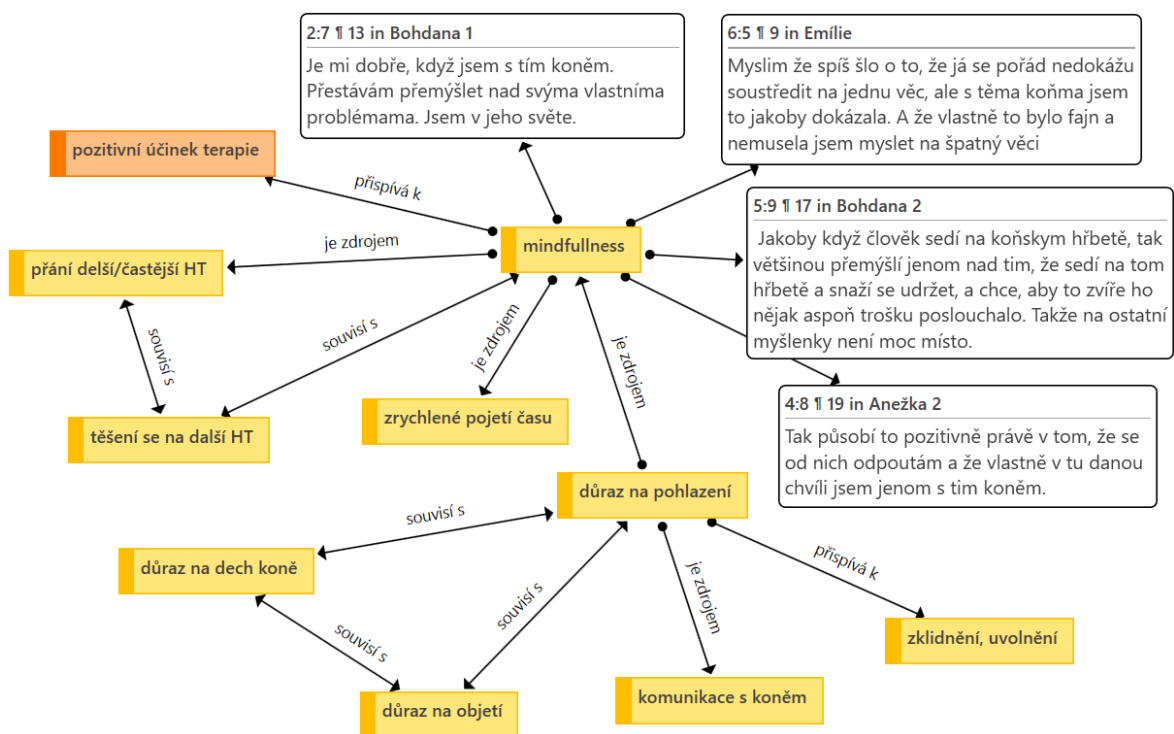 2:7 ¶ 13 in Bohdana 1
Je mi dobře, když jsem s tím koněm.
Přestávám přemýšlet nad svýma vlastníma
problémama. Jsem v jeho světe.
6:5 ¶ 9 in Emílie
Myslim že spíš šlo o to, že já se pořád nedokážu
soustředit na jednu věc, ale s těma koňma jsem
to jakoby dokázala. A že vlastně to bylo fajn a
nemusela jsem myslet na špatný věci
pozitivní účinek terapie
přispívá k
5:9 ¶ 17 in Bohdana 2
Jakoby když člověk sedí na koňskym hřbetě, tak
většinou přemýšlí jenom nad tim, že sedí na tom
hřbetě a snaží se udržet, a chce, aby to zvíře ho
nějak aspoň trošku poslouchalo. Takže na ostatní
myšlenky není moc místo.
mindfullness
je zdrojem
přání delší/častější HT
souvisí s
souvisí s
je zdrojem
je zdrojem
4:8 ¶ 19 in Anežka 2
Tak působí to pozitivně právě v tom, že se
od nich odpoutám a že vlastně v tu danou
chvíli jsem jenom s tim koněm.
těšení se na další HT
zrychlené pojetí času
důraz na pohlazení
souvisí s
důraz na dech koně
souvisí s
je zdrojem
přispívá k
souvisí s
zklidnění, uvolnění
důraz na objetí
komunikace s koněm